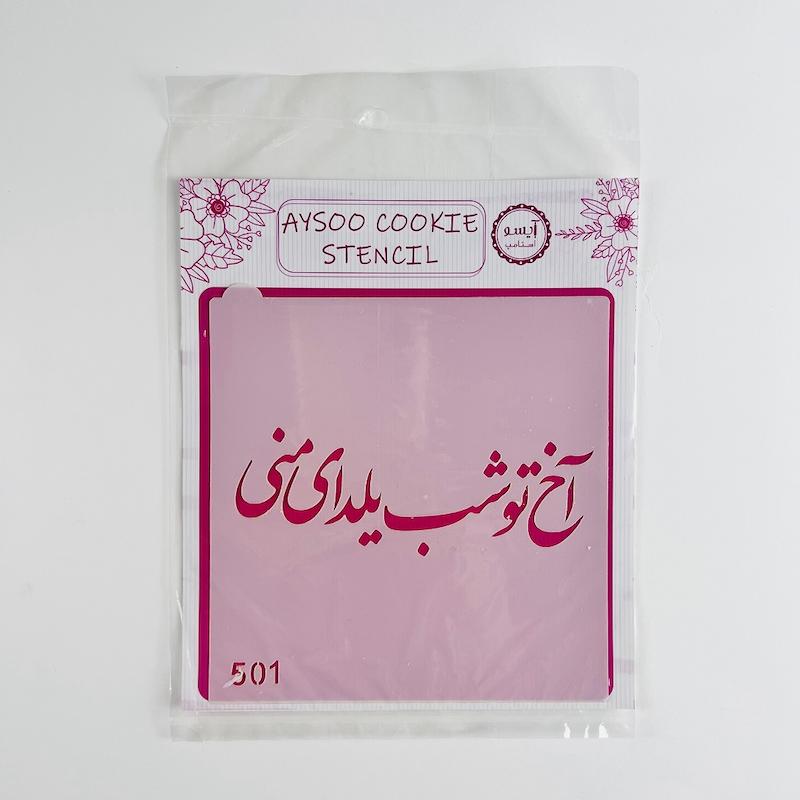 AYSOO COOKIE
STENCIL
آیسو
استامپ
آخ تو شب یلدای منی
501